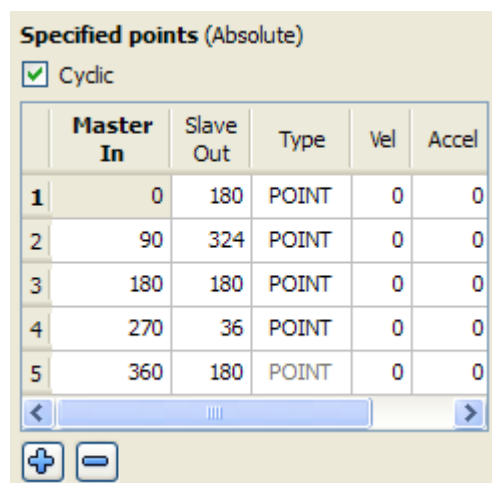 Specified points (Absolute)
Cyclic
Master In Slave Out Type Vel Accel
1 0 180 POINT 0 0
2 90 324 POINT 0 0
3 180 180 POINT 0 0
4 270 36 POINT 0 0
5 360 180 POINT 0 0